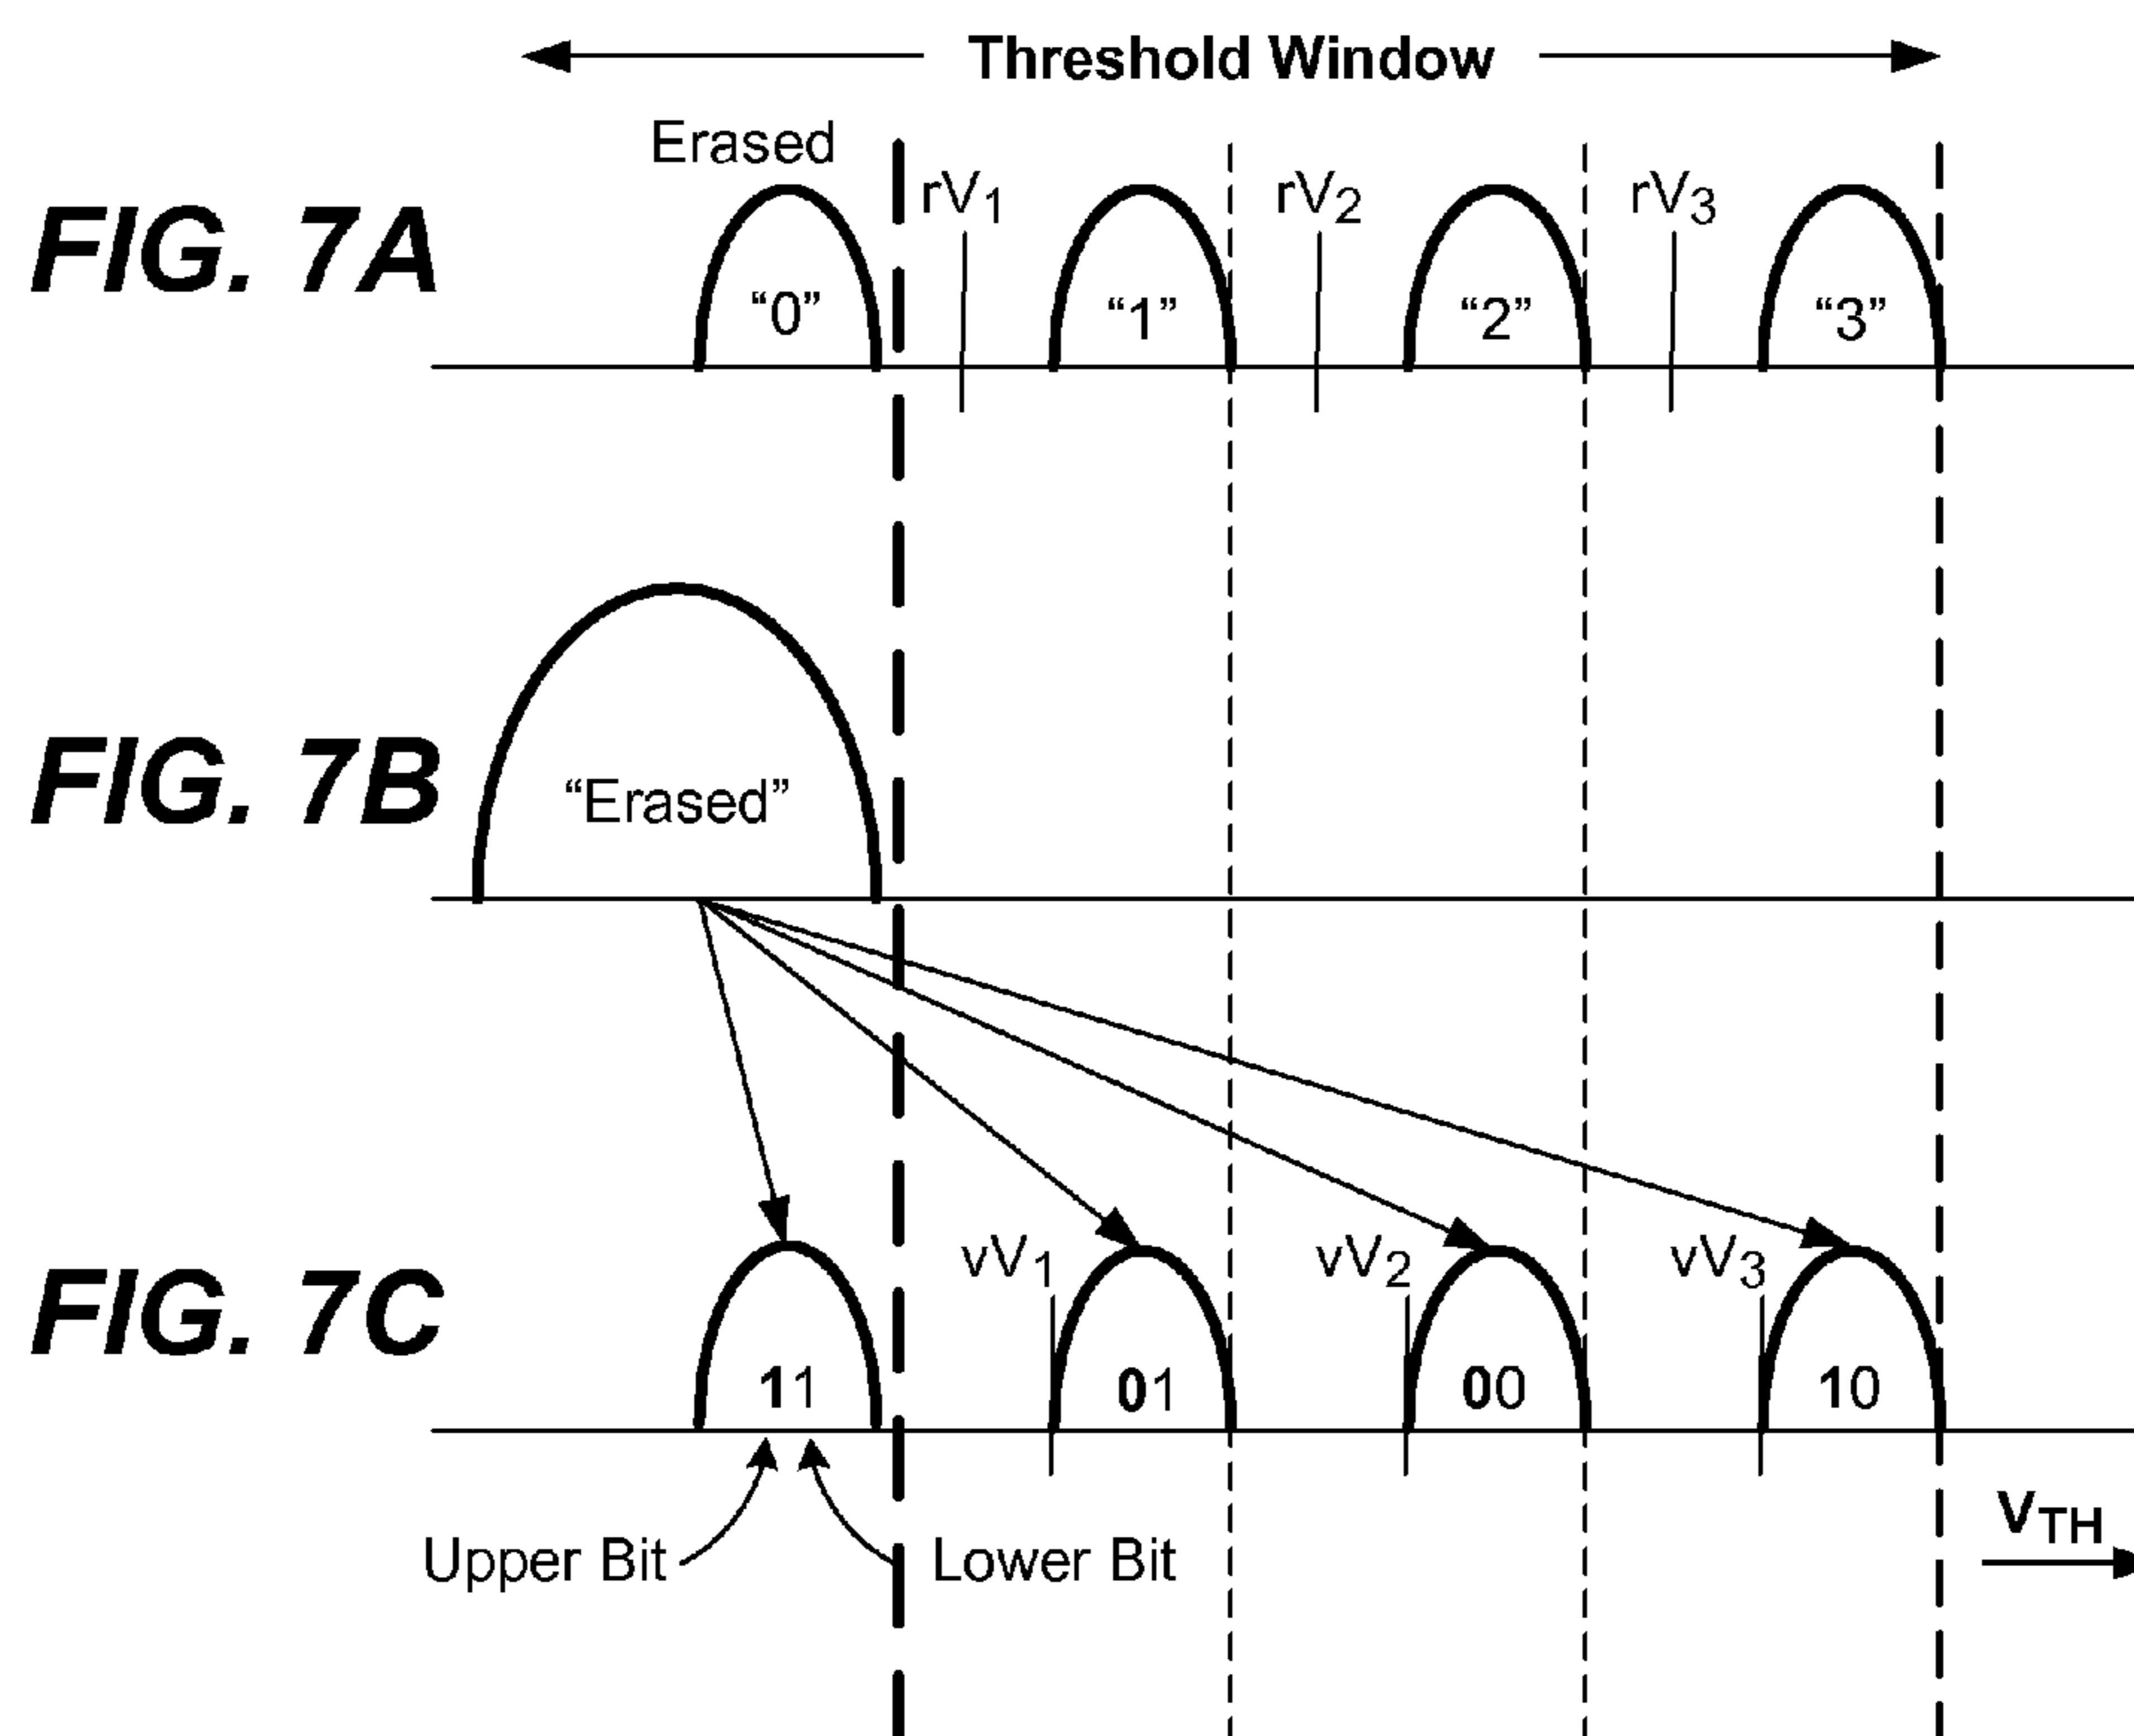 Threshold Window
Erased
FIG. 7A
rV1
rV2
rV3
“0”
“1”
“2”
“3”
FIG. 7B
“Erased”
FIG. 7C
vV1
vV2
vV3
11
01
00
10
Upper Bit
Lower Bit
VTH